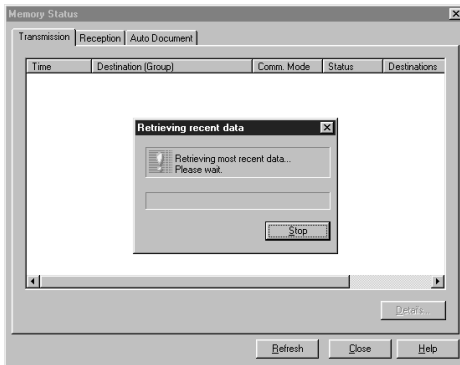 Memory Status
Transmission Reception Auto Document
Time Destination (Group) Comm. Mode Status Destinations
Retrieving recent data
Retrieving most recent data...
Please wait.
Stop
Details...
Refresh Close Help